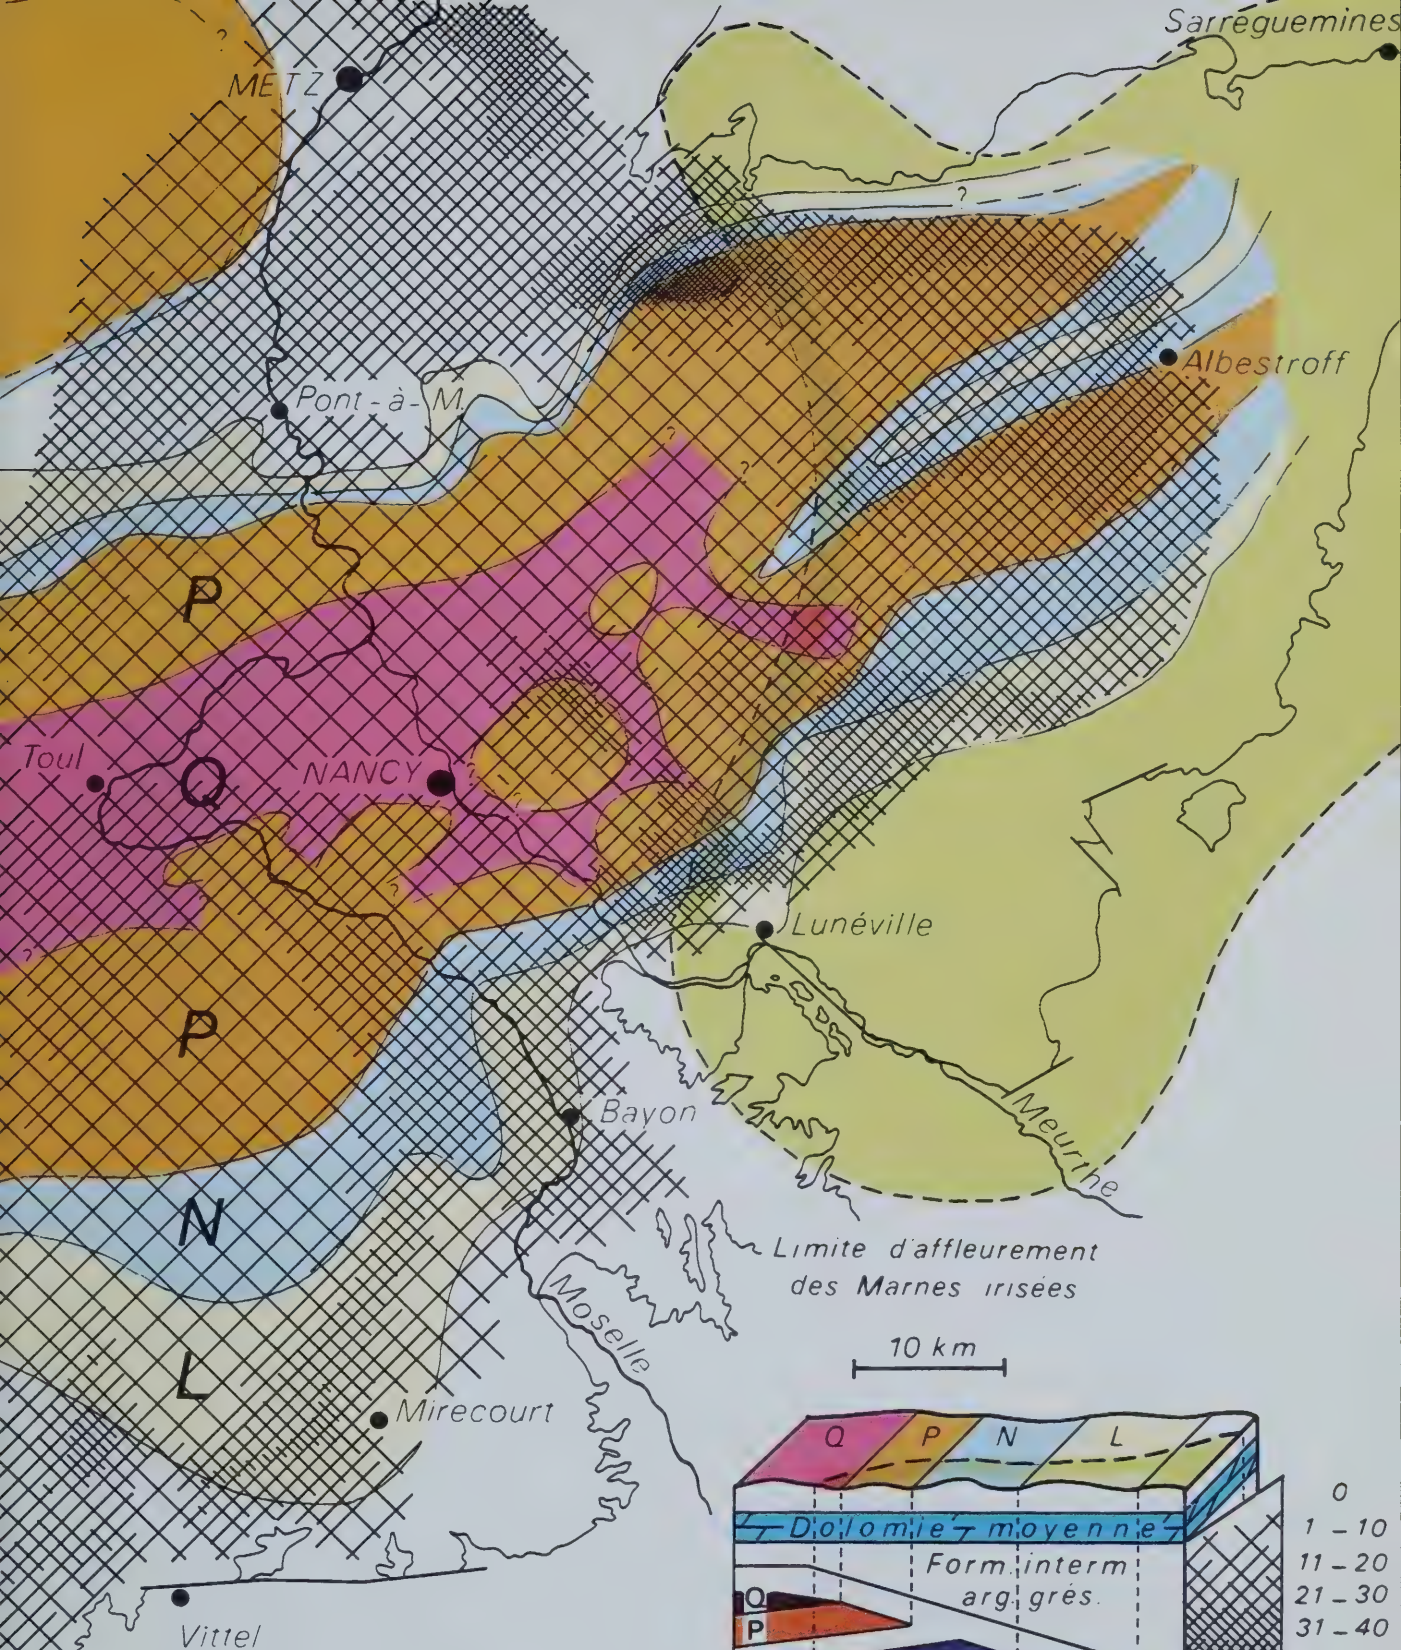 Sarreguemines
?
METZ
?
Albestroff
Pont-à-M.
?
?
P
Toul
Q
NANCY
?
?
Lunéville
?
P
Bayon
Meurthe
N
Limite d'affleurement
des Marnes irisées
Moselle
10 km
L
Mirecourt
Q P N L
0
Dolomie moyenne
1 - 10
Form. interm
11 - 20
arg. grés.
Q
21 - 30
P
31 - 40
Vittel